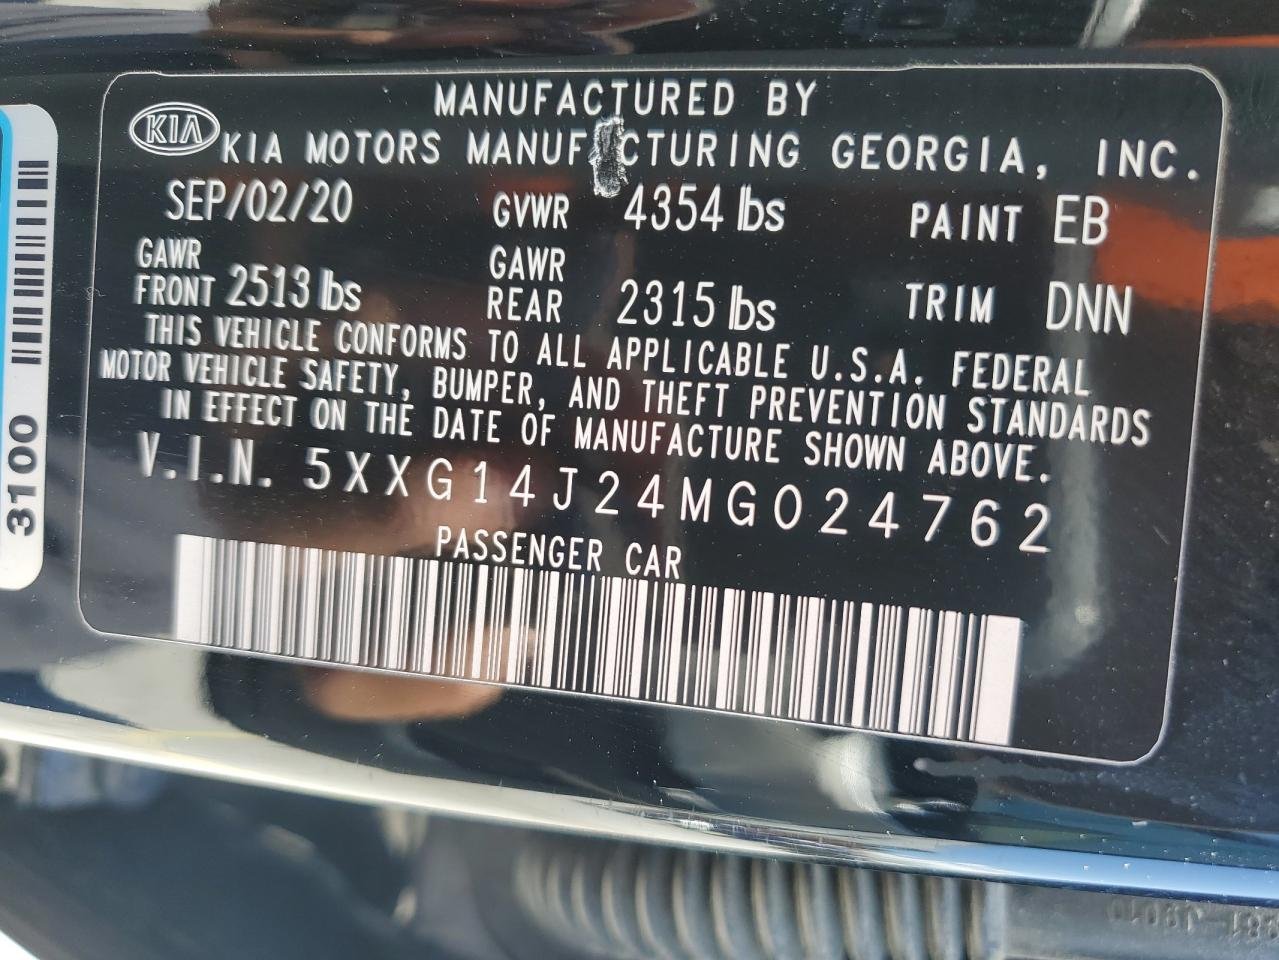 MANUFACTURED BY
KIA KIA MOTORS MANUFACTURING GEORGIA, INC.
SEP/02/20 GVWR 4354 lbs PAINT EB
GAWR FRONT 2513 lbs GAWR REAR 2315 lbs TRIM DNN
THIS VEHICLE CONFORMS TO ALL APPLICABLE U.S.A. FEDERAL
MOTOR VEHICLE SAFETY, BUMPER, AND THEFT PREVENTION STANDARDS
IN EFFECT ON THE DATE OF MANUFACTURE SHOWN ABOVE.
V.I.N. 5XXG14J24MG024762
PASSENGER CAR
3100